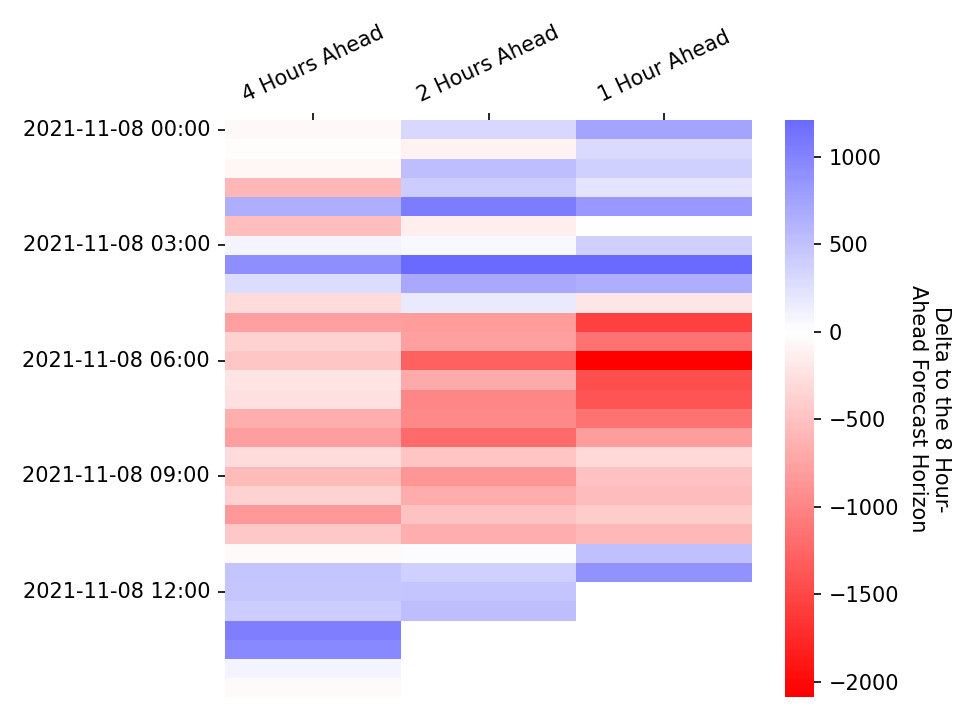 4 Hours Ahead
2 Hours Ahead
1 Hour Ahead
2021-11-08 00:00
2021-11-08 03:00
2021-11-08 06:00
2021-11-08 09:00
2021-11-08 12:00
1000
500
0
−500
−1000
−1500
−2000
Delta to the 8 Hour-
Ahead Forecast Horizon